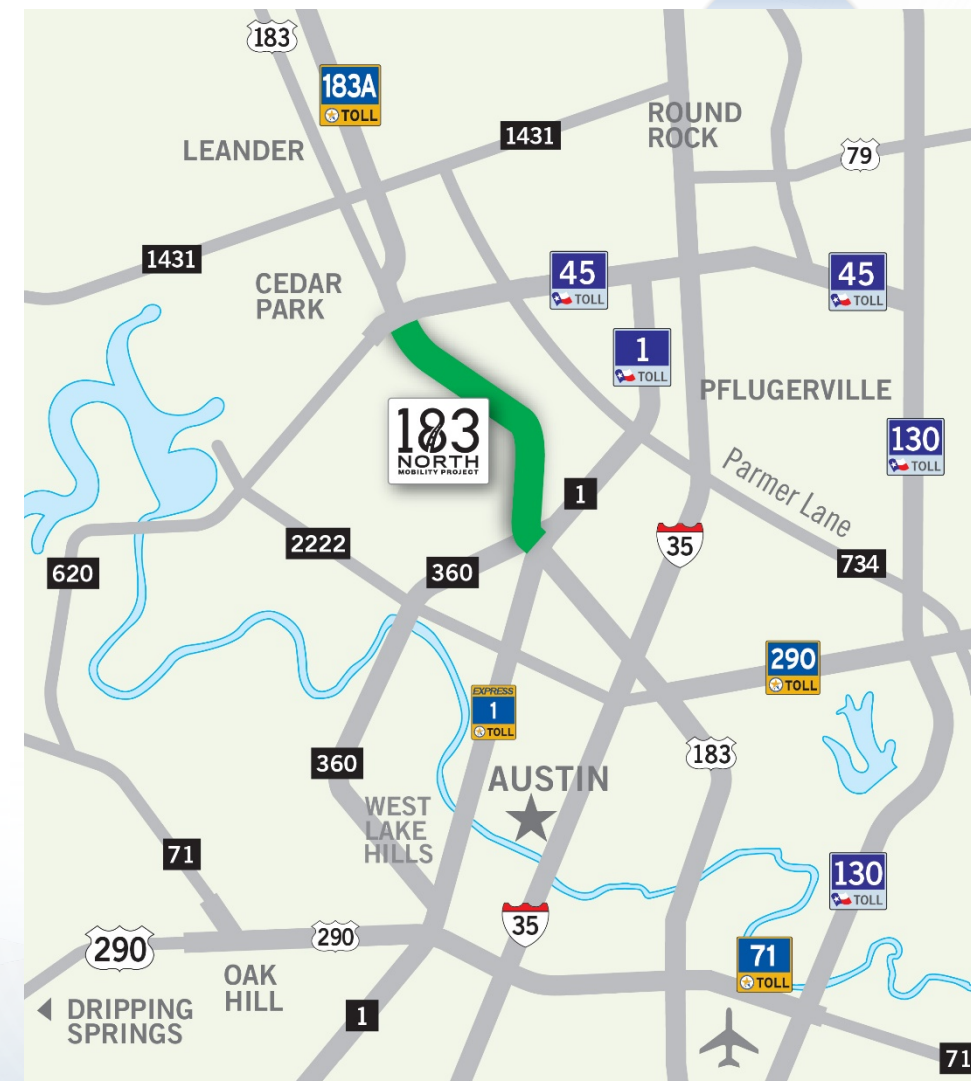 183
183A
TOLL
LEANDER
1431
ROUND
ROCK
79
1431
CEDAR
PARK
45
TOLL
45
TOLL
1
TOLL
PFLUGERVILLE
183
NORTH
MOBILITY PROJECT
130
TOLL
Parmer Lane
1
2222
35
360
734
620
290
TOLL
EXPRESS
1
TOLL
183
360
AUSTIN
WEST
LAKE
HILLS
71
130
TOLL
35
290
290
71
TOLL
OAK
HILL
DRIPPING
SPRINGS
1
71